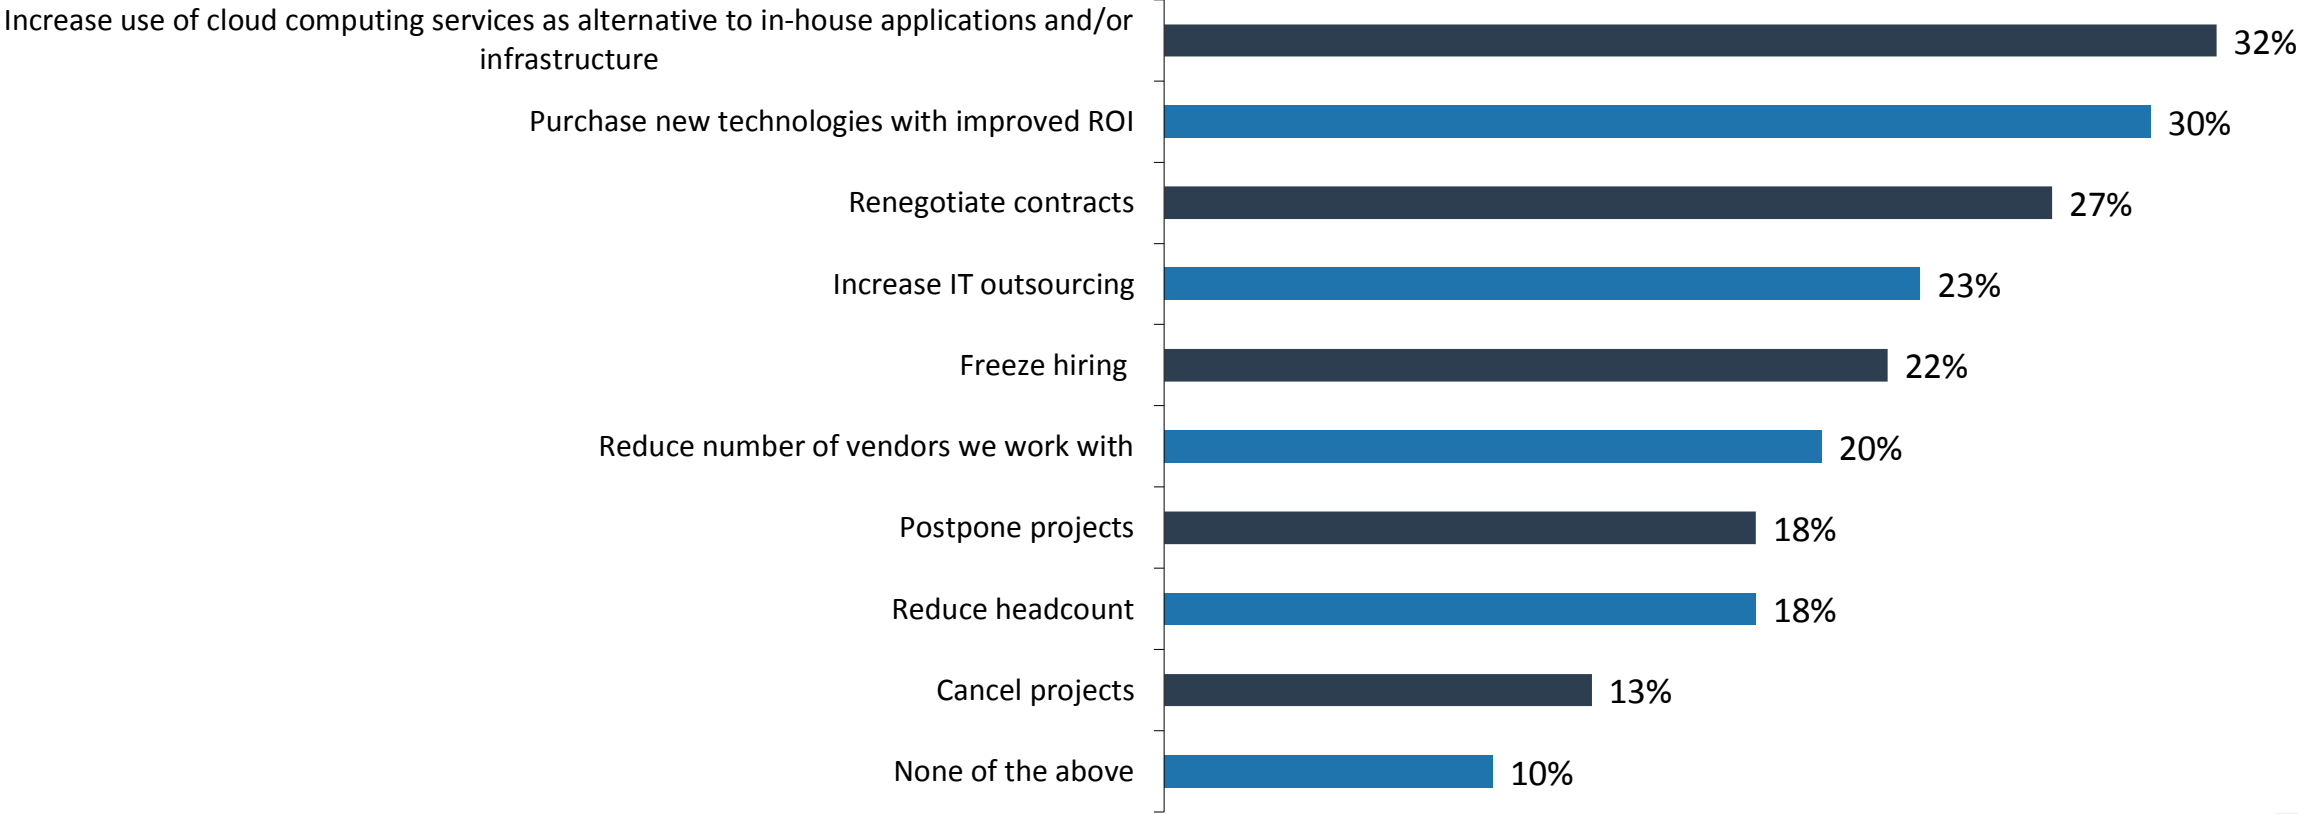 Increase use of cloud computing services as alternative to in-house applications and/or
infrastructure
32%
Purchase new technologies with improved ROI
30%
Renegotiate contracts
27%
Increase IT outsourcing
23%
Freeze hiring
22%
Reduce number of vendors we work with
20%
Postpone projects
18%
Reduce headcount
18%
Cancel projects
13%
None of the above
10%